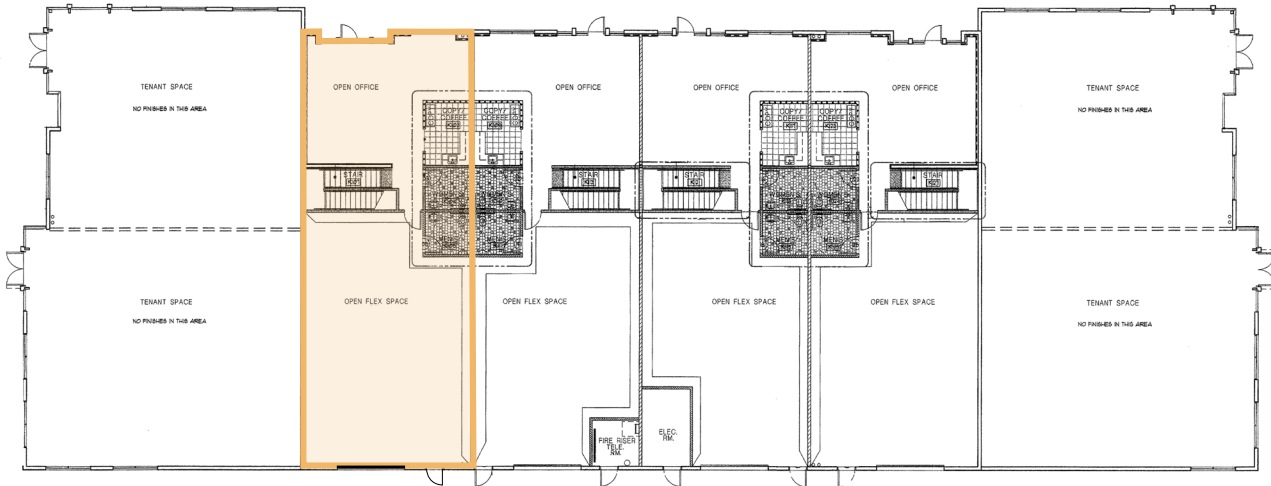 TENANT SPACE
NO FINISHES IN THIS AREA
OPEN OFFICE
OPEN OFFICE
OPEN OFFICE
OPEN OFFICE
TENANT SPACE
NO FINISHES IN THIS AREA
COPY/ COPY/
COFFEE COFFEE
COPY/ COPY/
COFFEE COFFEE
STAIR
STAIR
STAIR
STAIR
WOMEN'S
MEN'S
TENANT SPACE
NO FINISHES IN THIS AREA
OPEN FLEX SPACE
OPEN FLEX SPACE
OPEN FLEX SPACE
OPEN FLEX SPACE
TENANT SPACE
NO FINISHES IN THIS AREA
FIRE RISER
TELE.
RM.
ELEC.
RM.